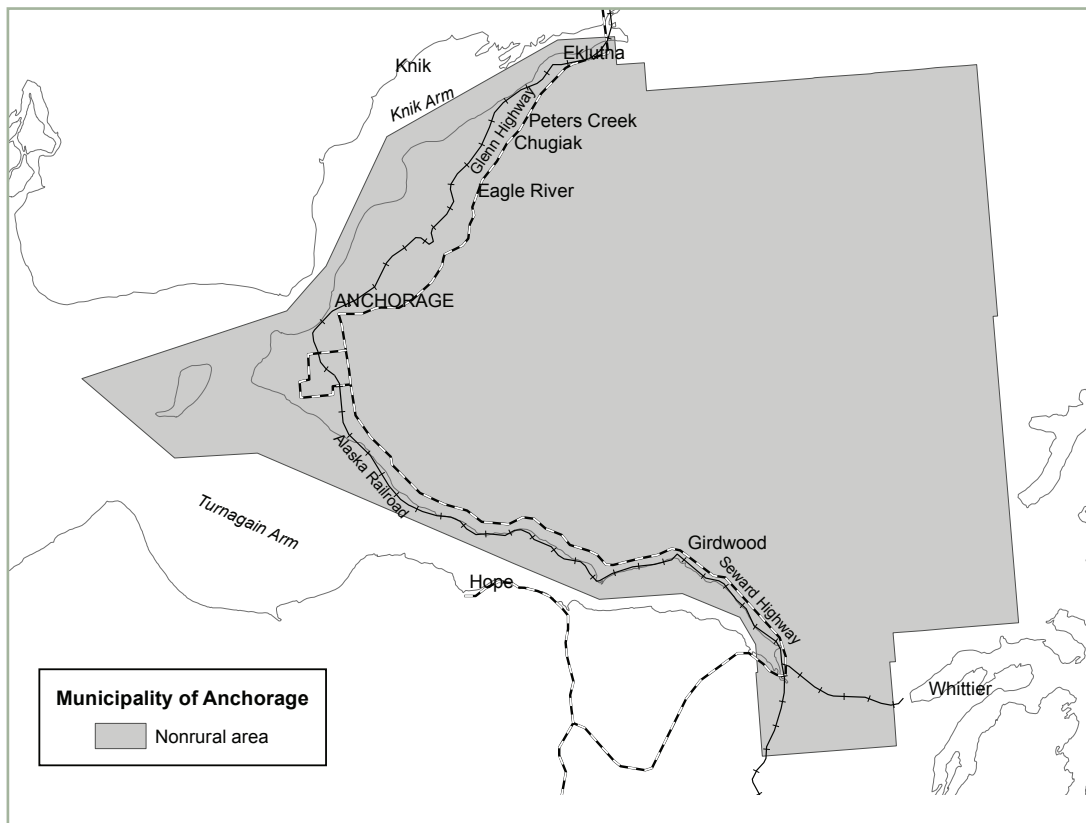 Eklutna
Knik
Knik Arm
Glenn Highway
Peters Creek
Chugiak
Eagle River
ANCHORAGE
Alaska Railroad
Turnagain Arm
Girdwood
Seward Highway
Hope
Whittier
Municipality of Anchorage
Nonrural area